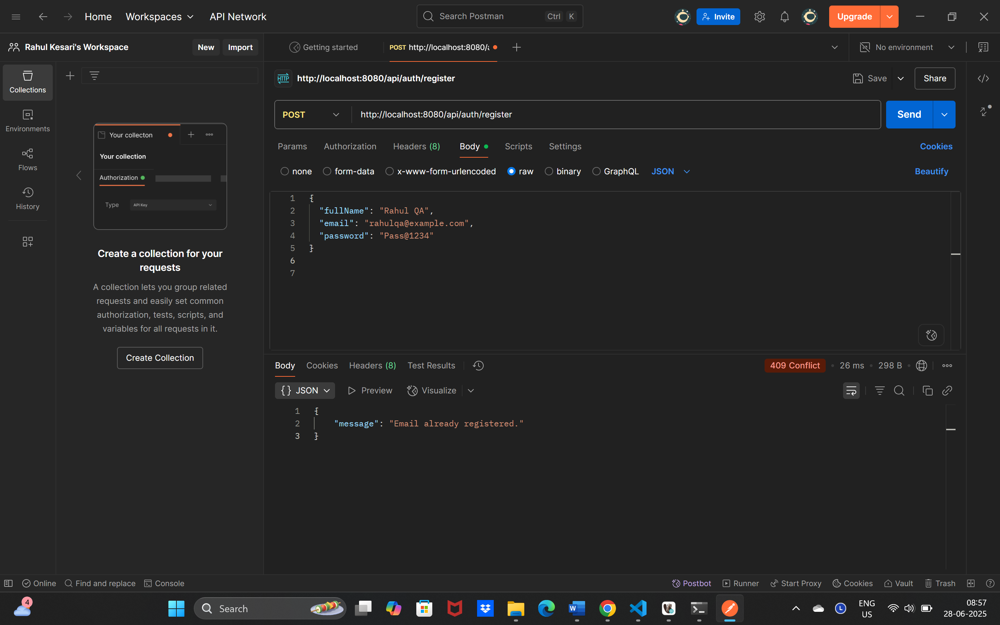 Home Workspaces API Network Search Postman Ctrl K Invite Upgrade
Rahul Kesari's Workspace New Import Getting started POST http://localhost:8080/a No environment
Collections
Environments
Flows
History
Your collecton
Your collection
Authorization
Type API Key
Create a collection for your
requests
A collection lets you group related
requests and easily set common
authorization, tests, scripts, and
variables for all requests in it.
Create Collection
HTTP http://localhost:8080/api/auth/register Save Share
POST http://localhost:8080/api/auth/register Send
Params Authorization Headers (8) Body Scripts Settings Cookies
none form-data x-www-form-urlencoded raw binary GraphQL JSON Beautify
1 {
2 "fullName": "Rahul QA",
3 "email": "rahulqa@example.com",
4 "password": "Pass@1234"
5 }
6
7
Body Cookies Headers (8) Test Results 409 Conflict 26 ms 298 B
{} JSON Preview Visualize
1 {
2 "message": "Email already registered."
3 }
Online Find and replace Console Postbot Runner Start Proxy Cookies Vault Trash
4 Search W L ENG 08:57
US 28-06-2025